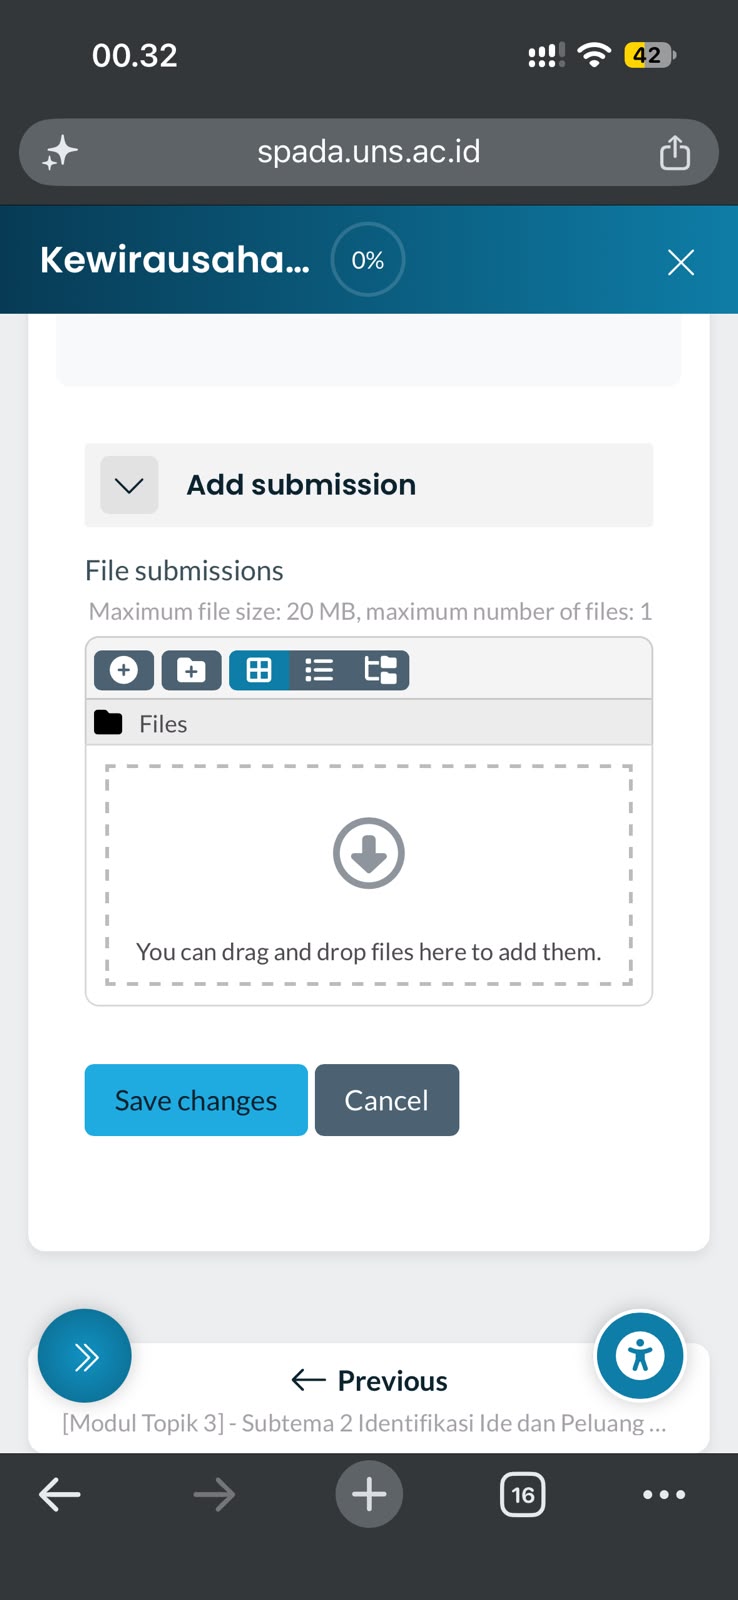 00.32
42
spada.uns.ac.id
Kewirausaha...
0%
Add submission
File submissions
Maximum file size: 20 MB, maximum number of files: 1
Files
You can drag and drop files here to add them.
Save changes
Cancel
Previous
[Modul Topik 3] - Subtema 2 Identifikasi Ide dan Peluang ...
16